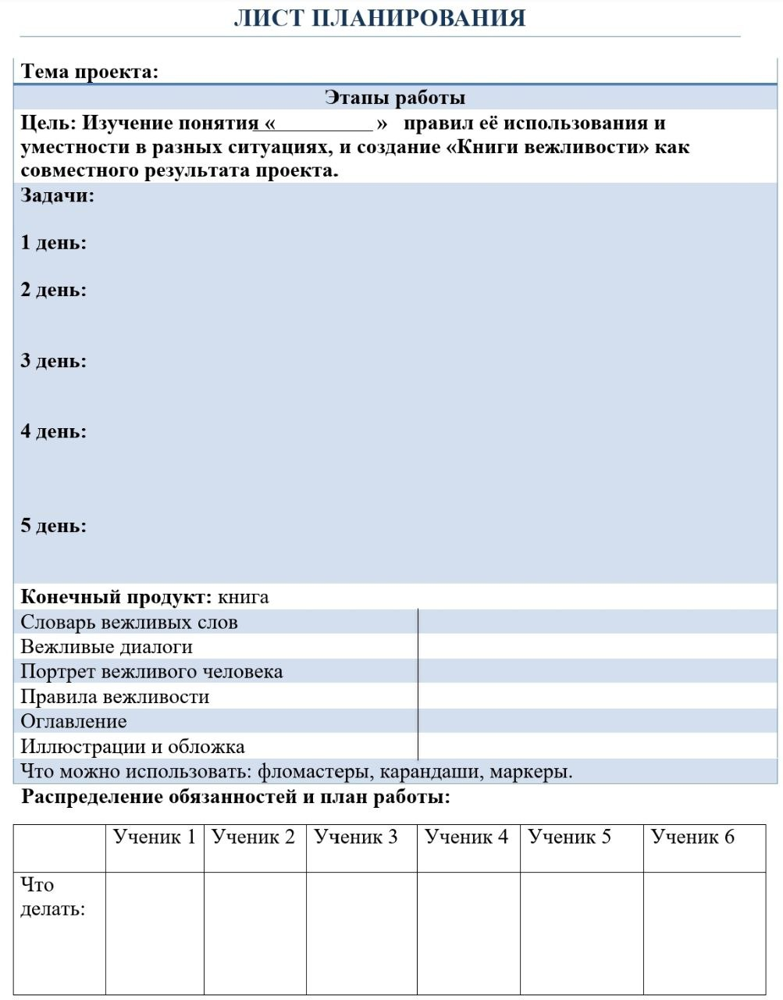 ЛИСТ ПЛАНИРОВАНИЯ
Тема проекта:
Этапы работы
Цель: Изучение понятия «_________» правил её использования и
уместности в разных ситуациях, и создание «Книги вежливости» как
совместного результата проекта.
Задачи:
1 день:
2 день:
3 день:
4 день:
5 день:
Конечный продукт: книга
Словарь вежливых слов
Вежливые диалоги
Портрет вежливого человека
Правила вежливости
Оглавление
Иллюстрации и обложка
Что можно использовать: фломастеры, карандаши, маркеры.
Распределение обязанностей и план работы:
Ученик 1 Ученик 2 Ученик 3 Ученик 4 Ученик 5 Ученик 6
Что
делать: